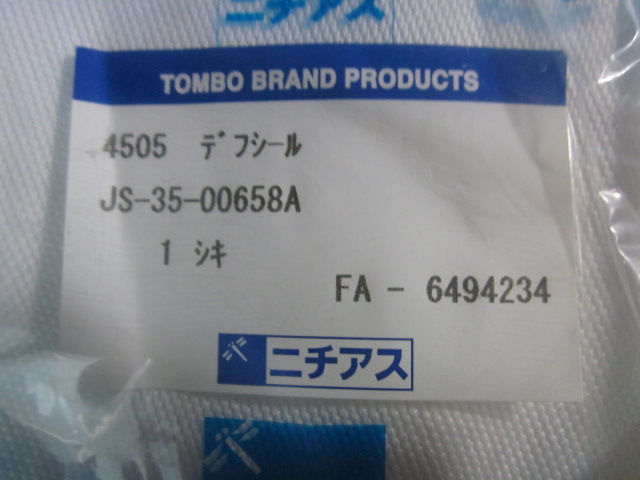 ニチアス
TOMBO BRAND PRODUCTS
4505 ﾃﾞﾌｼｰﾙ
JS-35-00658A
1 ｼｷ
FA - 6494234
ニチアス